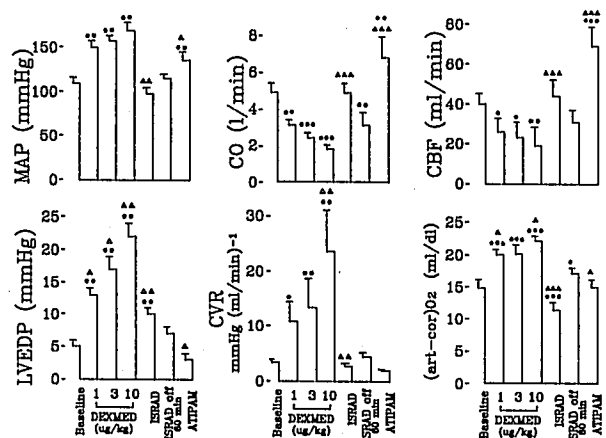 MAP (mmHg)
150
100
50
0
CO (l/min)
8
6
4
2
0
CBF (ml/min)
80
60
40
20
0
LVEDP (mmHg)
25
20
15
10
5
0
CVR
mmHg (ml/min)⁻¹
30
25
20
15
10
5
0
(art-cor)O₂ (ml/dl)
25
20
15
10
5
0
Baseline
1 3 10
DEXMED
(ug/kg)
ISRAD
ISRAD off
60 min
ATIPAM
Baseline
1 3 10
DEXMED
(ug/kg)
ISRAD
ISRAD off
60 min
ATIPAM
Baseline
1 3 10
DEXMED
(ug/kg)
ISRAD
ISRAD off
60 min
ATIPAM